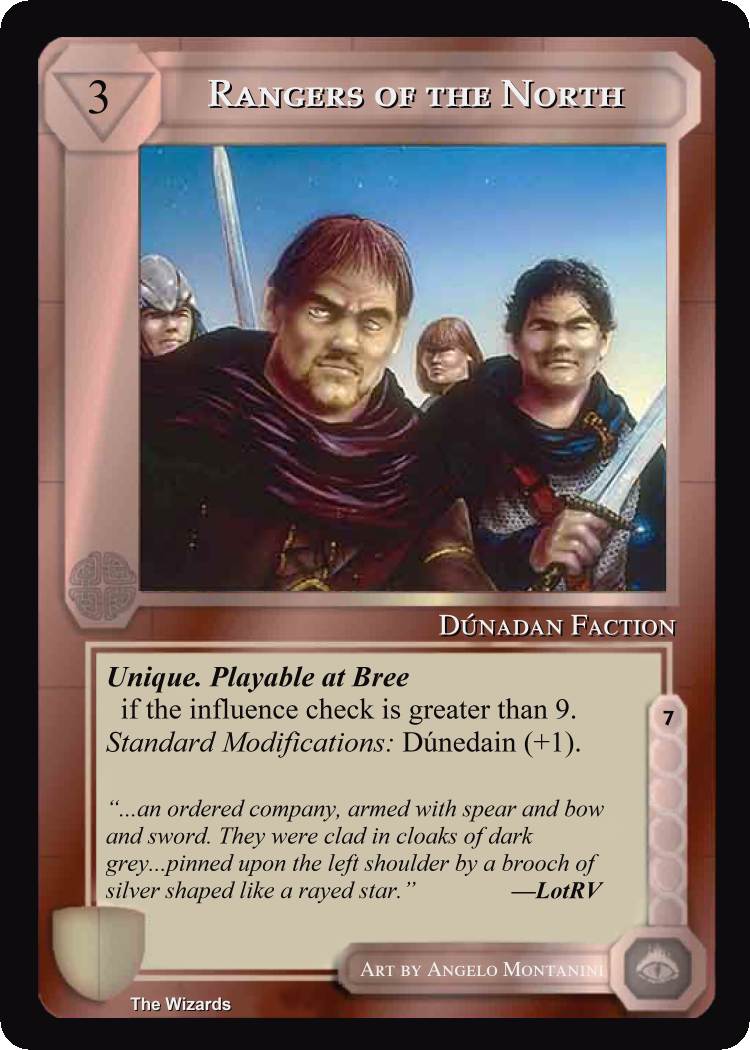 3
Rangers of the North
Dúnadan Faction
Unique. Playable at Bree
if the influence check is greater than 9.
Standard Modifications: Dúnedain (+1).
7
“...an ordered company, armed with spear and bow
and sword. They were clad in cloaks of dark
grey...pinned upon the left shoulder by a brooch of
silver shaped like a rayed star.” —LotRV
Art by Angelo Montanini
The Wizards